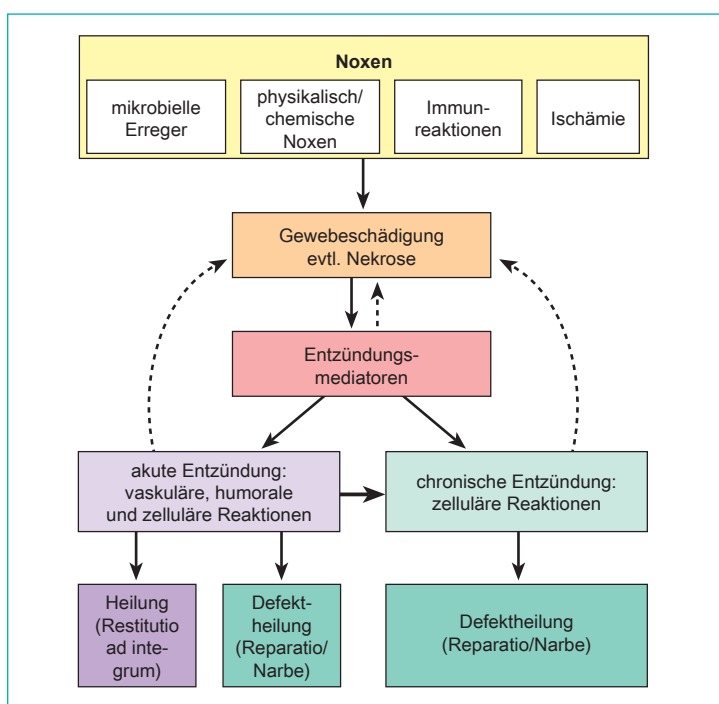 Noxen
mikrobielle
Erreger
physikalisch/
chemische
Noxen
Immun-
reaktionen
Ischämie
Gewebeschädigung
evtl. Nekrose
Entzündungs-
mediatoren
akute Entzündung:
vaskuläre, humorale
und zelluläre Reaktionen
chronische Entzündung:
zelluläre Reaktionen
Heilung
(Restitutio
ad inte-
grum)
Defekt-
heilung
(Reparatio/
Narbe)
Defektheilung
(Reparatio/Narbe)